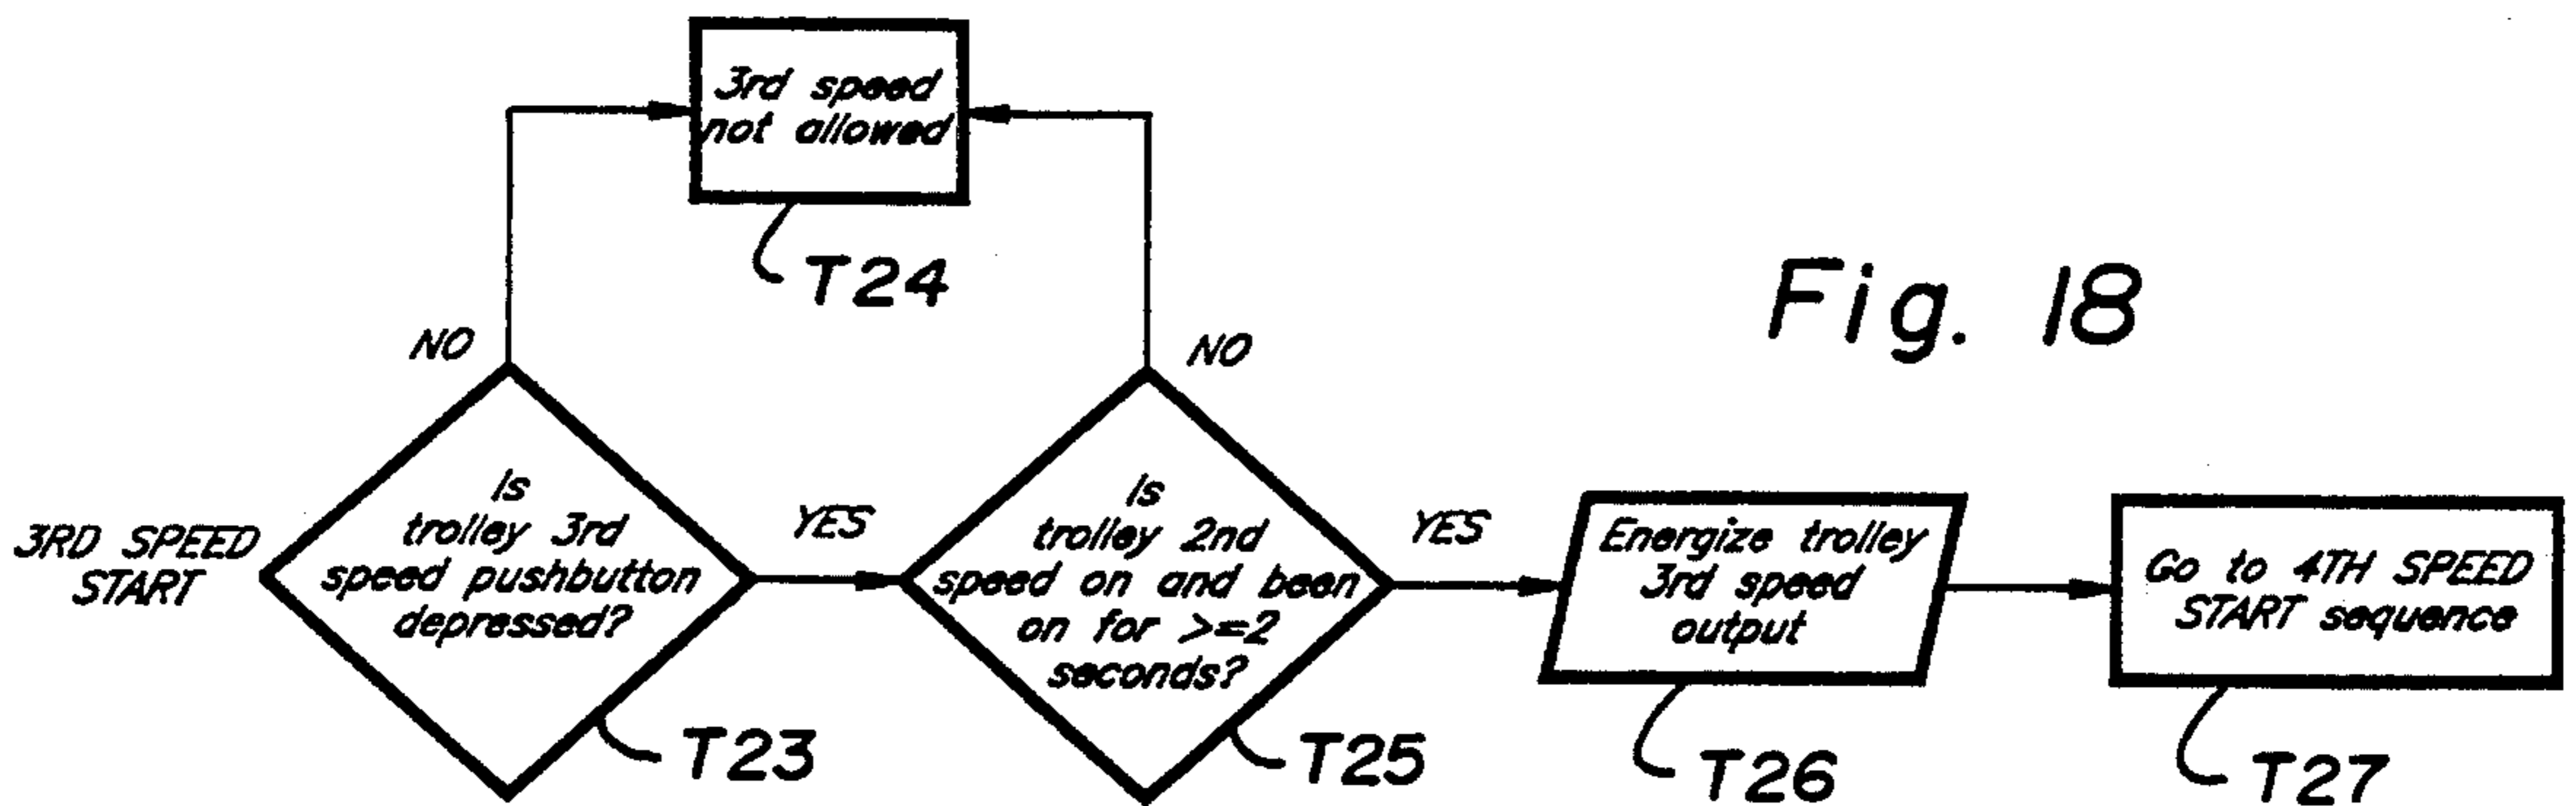 3rd speed
not allowed
T24
Fig. 18
NO
NO
3RD SPEED
START
Is
trolley 3rd
speed pushbutton
depressed?
T23
YES
Is
trolley 2nd
speed on and been
on for >=2
seconds?
T25
YES
Energize trolley
3rd speed
output
T26
Go to 4TH SPEED
START sequence
T27